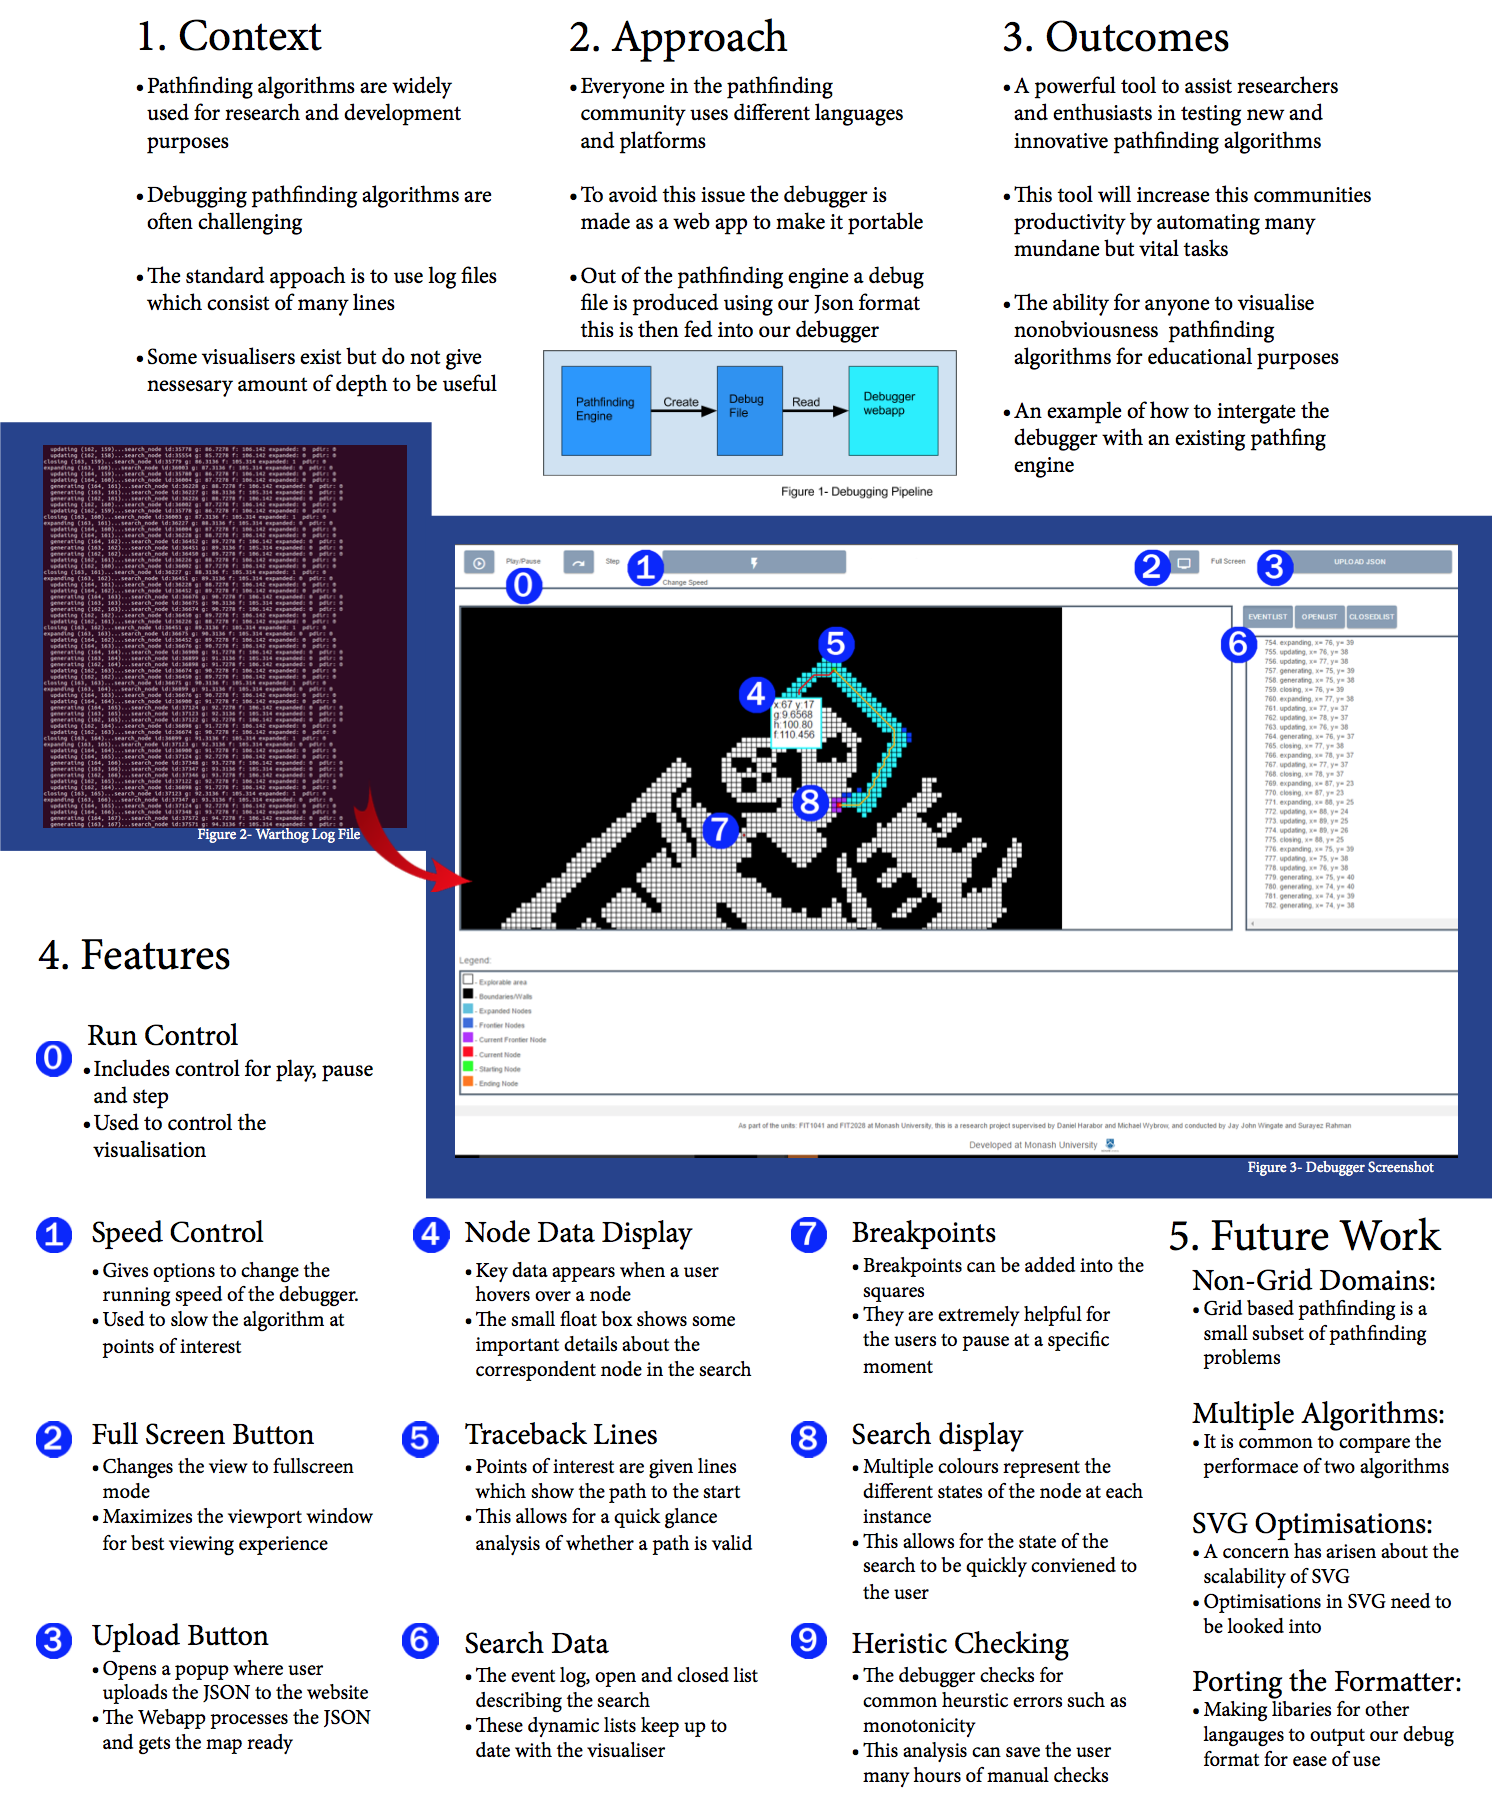 1. Context
• Pathfinding algorithms are widely
used for research and development
purposes
• Debugging pathfinding algorithms are
often challenging
• The standard appoach is to use log files
which consist of many lines
• Some visualisers exist but do not give
nessesary amount of depth to be useful
2. Approach
• Everyone in the pathfinding
community uses different languages
and platforms
• To avoid this issue the debugger is
made as a web app to make it portable
• Out of the pathfinding engine a debug
file is produced using our Json format
this is then fed into our debugger
Pathfinding
Engine
Create
Debug
File
Read
Debugger
webapp
Figure 1- Debugging Pipeline
3. Outcomes
• A powerful tool to assist researchers
and enthusiasts in testing new and
innovative pathfinding algorithms
• This tool will increase this communities
productivity by automating many
mundane but vital tasks
• The ability for anyone to visualise
nonobviousness pathfinding
algorithms for educational purposes
• An example of how to intergate the
debugger with an existing pathfing
engine
Figure 2- Warthog Log File
Play/Pause
0
Step
1
Change Speed
2
Full Screen
3
UPLOAD JSON
4
5
x:67 y:17
g:9.6568
h:100.80
f:110.456
7
8
6
EVENTLIST
OPENLIST
CLOSEDLIST
754. expanding, x= 76, y= 39
755. updating, x= 76, y= 38
756. updating, x= 77, y= 38
757. generating, x= 75, y= 39
758. generating, x= 75, y= 38
759. closing, x= 76, y= 39
760. expanding, x= 77, y= 38
761. updating, x= 77, y= 37
762. updating, x= 78, y= 37
763. updating, x= 76, y= 38
764. generating, x= 76, y= 37
765. closing, x= 77, y= 38
766. expanding, x= 78, y= 37
767. updating, x= 77, y= 37
768. closing, x= 78, y= 37
769. expanding, x= 87, y= 23
770. closing, x= 87, y= 23
771. expanding, x= 88, y= 25
772. updating, x= 88, y= 24
773. updating, x= 89, y= 25
774. updating, x= 89, y= 26
775. closing, x= 88, y= 25
776. expanding, x= 75, y= 39
777. updating, x= 75, y= 38
778. updating, x= 76, y= 38
779. generating, x= 75, y= 40
780. generating, x= 74, y= 40
781. generating, x= 74, y= 39
782. generating, x= 74, y= 38
Legend:
- Explorable area
- Boundaries/Walls
- Expanded Nodes
- Frontier Nodes
- Current Frontier Node
- Current Node
- Starting Node
- Ending Node
As part of the units: FIT1041 and FIT2028 at Monash University, this is a research project supervised by Daniel Harabor and Michael Wybrow, and conducted by Jay John Wingate and Surayez Rahman
Developed at Monash University
Figure 3- Debugger Screenshot
4. Features
0
Run Control
• Includes control for play, pause
and step
• Used to control the
visualisation
1
Speed Control
• Gives options to change the
running speed of the debugger.
• Used to slow the algorithm at
points of interest
2
Full Screen Button
• Changes the view to fullscreen
mode
• Maximizes the viewport window
for best viewing experience
3
Upload Button
• Opens a popup where user
uploads the JSON to the website
• The Webapp processes the JSON
and gets the map ready
4
Node Data Display
• Key data appears when a user
hovers over a node
• The small float box shows some
important details about the
correspondent node in the search
5
Traceback Lines
• Points of interest are given lines
which show the path to the start
• This allows for a quick glance
analysis of whether a path is valid
6
Search Data
• The event log, open and closed list
describing the search
• These dynamic lists keep up to
date with the visualiser
7
Breakpoints
• Breakpoints can be added into the
squares
• They are extremely helpful for
the users to pause at a specific
moment
8
Search display
• Multiple colours represent the
different states of the node at each
instance
• This allows for the state of the
search to be quickly conviened to
the user
9
Heristic Checking
• The debugger checks for
common heurstic errors such as
monotonicity
• This analysis can save the user
many hours of manual checks
5. Future Work
Non-Grid Domains:
• Grid based pathfinding is a
small subset of pathfinding
problems
Multiple Algorithms:
• It is common to compare the
performace of two algorithms
SVG Optimisations:
• A concern has arisen about the
scalability of SVG
• Optimisations in SVG need to
be looked into
Porting the Formatter:
• Making libaries for other
langauges to output our debug
format for ease of use